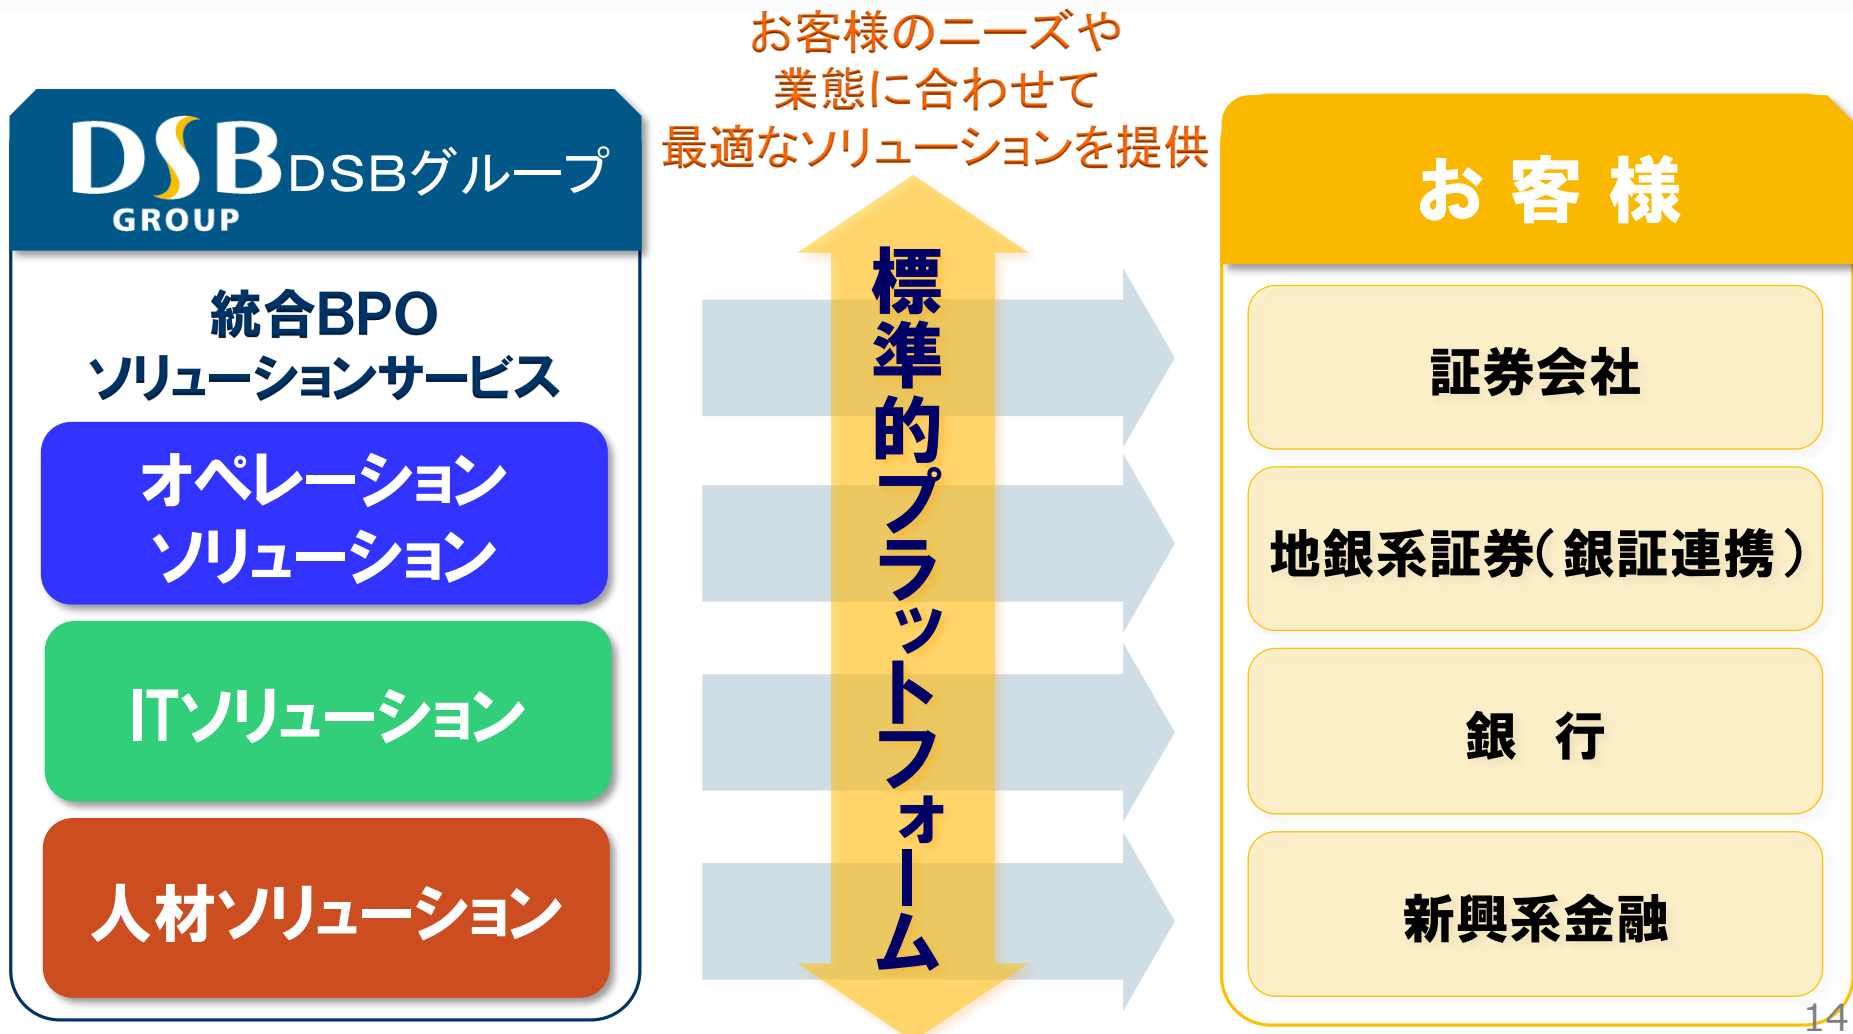 お客様のニーズや
業態に合わせて
最適なソリューションを提供
DSB
GROUP
DSBグループ
統合BPO
ソリューションサービス
オペレーション
ソリューション
ITソリューション
人材ソリューション
標準的プラットフォーム
お客様
証券会社
地銀系証券(銀証連携)
銀　行
新興系金融
14